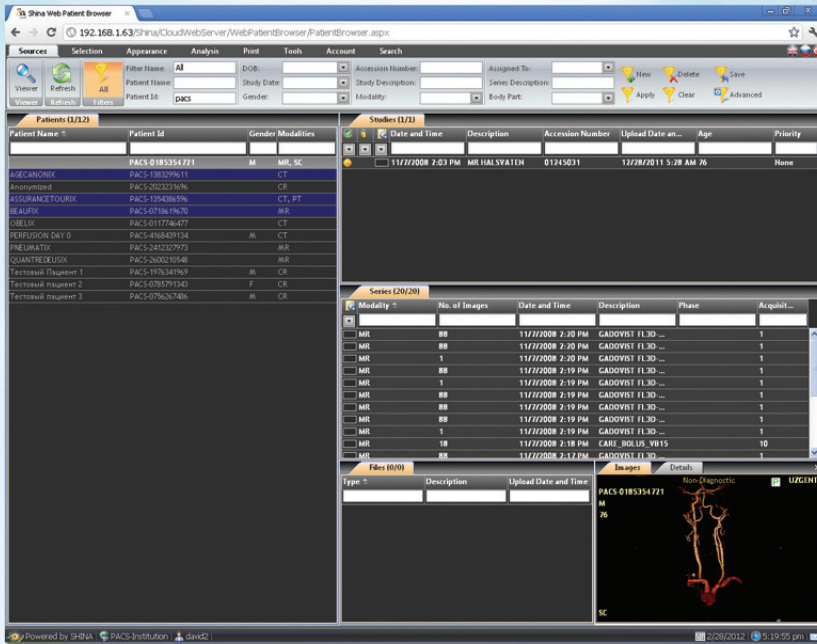 Shina Web Patient Browser
192.168.1.63/Shina/CloudWebServer/WebPatientBrowser/PatientBrowser.aspx
Sources Selection Appearance Analysis Print Tools Account Search
Filter Name: All DOB: Accession Number: Assigned To: New Delete Save
Viewer Refresh All Patient Name: Study Date: Study Description: Series Description:
Patient Id: pacs Gender: Modality: Body Part: Apply Clear Advanced
Viewer Refresh Filters
Patients (1/12)
Patient Name Patient Id Gender Modalities
PACS-0185354721 M MR, SC
AGECANONIX PACS-1383299611 CT
Anonymized PACS-2023231696 CR
ASSURANCETOURIX PACS-1354386596 CT, PT
BEAUFIX PACS-0718619670 MR
OBELIX PACS-0117746477 CT
PERFUSION DAY 0 PACS-4168439134 M CT
PNEUMATIX PACS-2412327973 MR
QUANTREDEUSIX PACS-2600210548 MR
Тестовый Пациент 1 PACS-1976341969 M CR
Тестовый пациент 2 PACS-0785791343 F CR
Тестовый пациент 3 PACS-0756267486 M CR
Studies (1/1)
Date and Time Description Accession Number Upload Date an... Age Priority
11/7/2008 2:03 PM MR HALSVATEN 01245031 12/28/2011 5:28 AM 76 None
Series (20/20)
Modality No. of Images Date and Time Description Phase Acquisit...
MR 88 11/7/2008 2:20 PM GADOVIST FL3D-... 1
MR 88 11/7/2008 2:20 PM GADOVIST FL3D-... 1
MR 1 11/7/2008 2:20 PM GADOVIST FL3D-... 1
MR 88 11/7/2008 2:19 PM GADOVIST FL3D-... 1
MR 1 11/7/2008 2:19 PM GADOVIST FL3D-... 1
MR 88 11/7/2008 2:19 PM GADOVIST FL3D-... 1
MR 88 11/7/2008 2:19 PM GADOVIST FL3D-... 1
MR 88 11/7/2008 2:19 PM GADOVIST FL3D-... 1
MR 1 11/7/2008 2:19 PM GADOVIST FL3D-... 1
MR 18 11/7/2008 2:18 PM CARE_BOLUS_VB15 10
MR 88 11/7/2008 2:17 PM GADOVIST FL3D-... 1
Files (0/0)
Type Description Upload Date and Time
Images Details
Non-Diagnostic P UZGENT
PACS-0185354721
M
76
SC
Powered by SHINA PACS-Institution david2 2/28/2012 5:19:55 pm